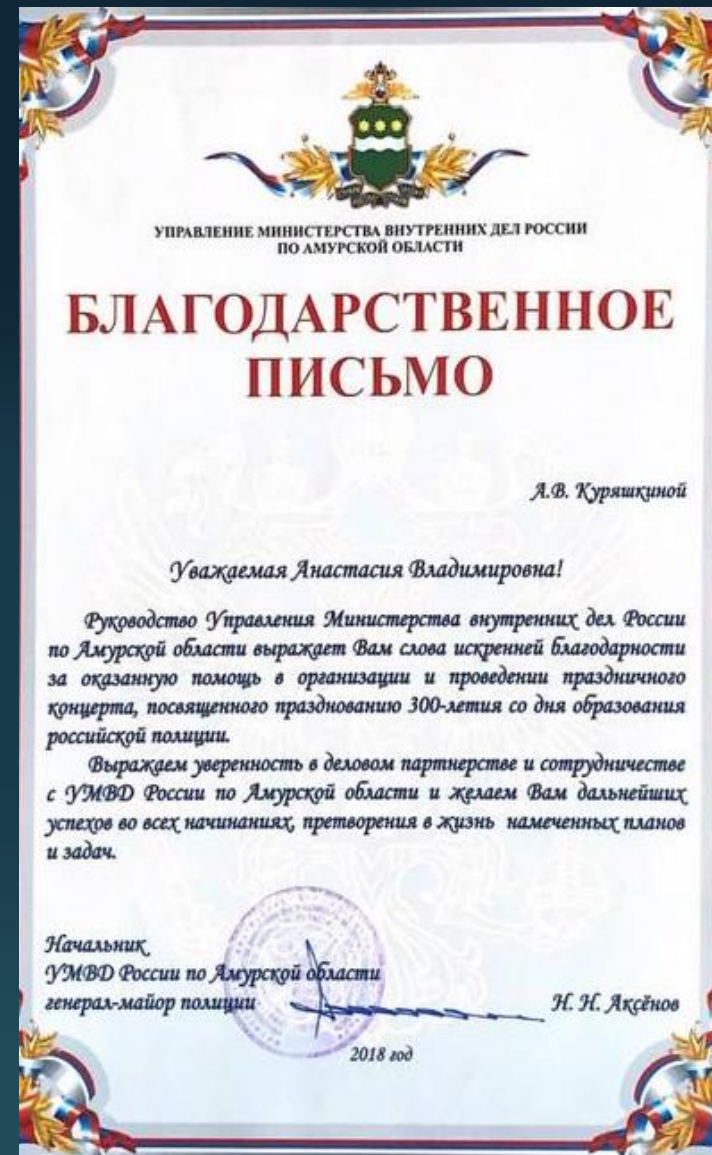 УПРАВЛЕНИЕ МИНИСТЕРСТВА ВНУТРЕННИХ ДЕЛ РОССИИ
ПО АМУРСКОЙ ОБЛАСТИ
БЛАГОДАРСТВЕННОЕ
ПИСЬМО
А.В. Куряшкиной
Уважаемая Анастасия Владимировна!
Руководство Управления Министерства внутренних дел России
по Амурской области выражает Вам слова искренней благодарности
за оказанную помощь в организации и проведении праздничного
концерта, посвященного празднованию 300-летия со дня образования
российской полиции.
Выражаем уверенность в деловом партнерстве и сотрудничестве
с УМВД России по Амурской области и желаем Вам дальнейших
успехов во всех начинаниях, претворения в жизнь намеченных планов
и задач.
Начальник
УМВД России по Амурской области
генерал-майор полиции
Н. Н. Аксёнов
2018 год